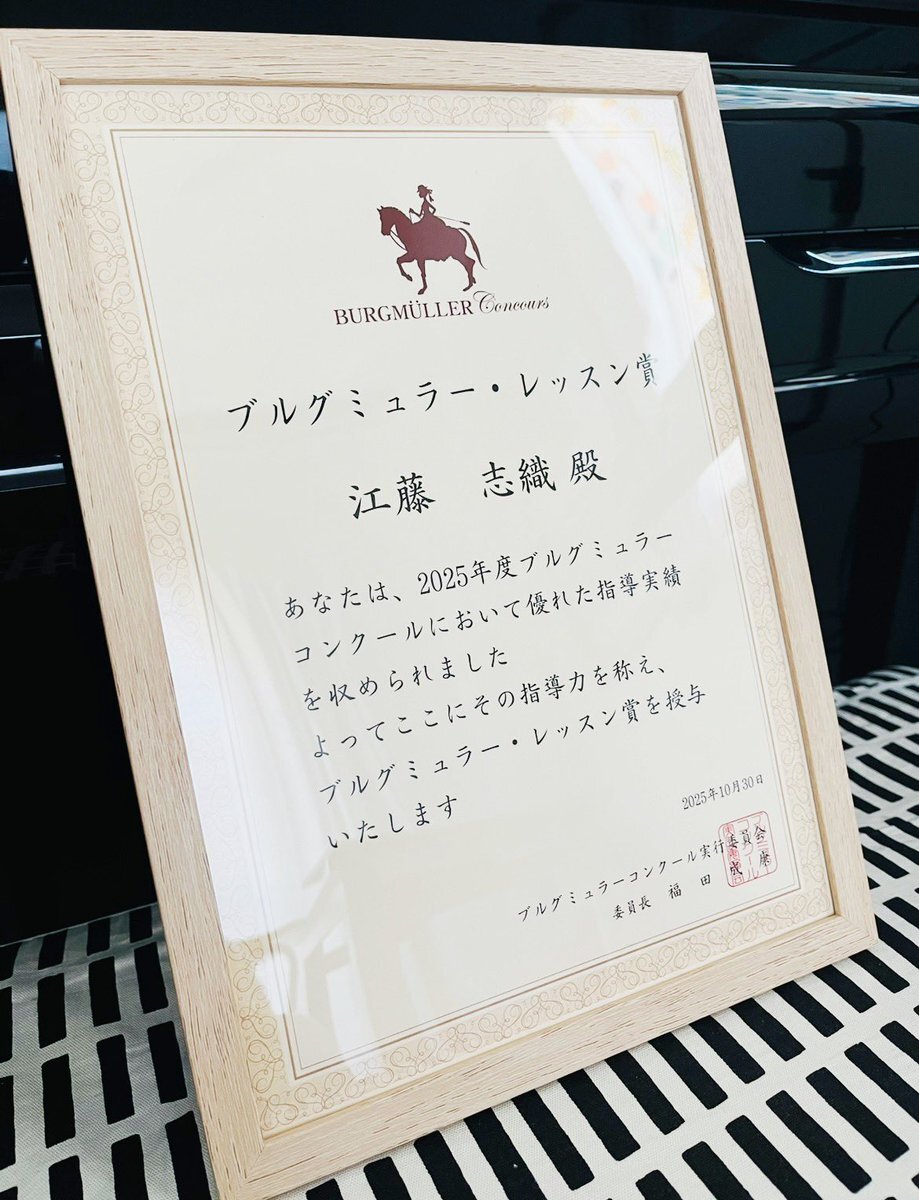 BURGMÜLLER Concours
ブルグミュラー・レッスン賞
江藤 志織 殿
あなたは、2025年度ブルグミュラー
コンクールにおいて優れた指導実績
を収められました
よってここにその指導力を称え、
ブルグミュラー・レッスン賞を授与
いたします
2025年10月30日
ブルグミュラーコンクール実行委員会
委員長 福田 成康